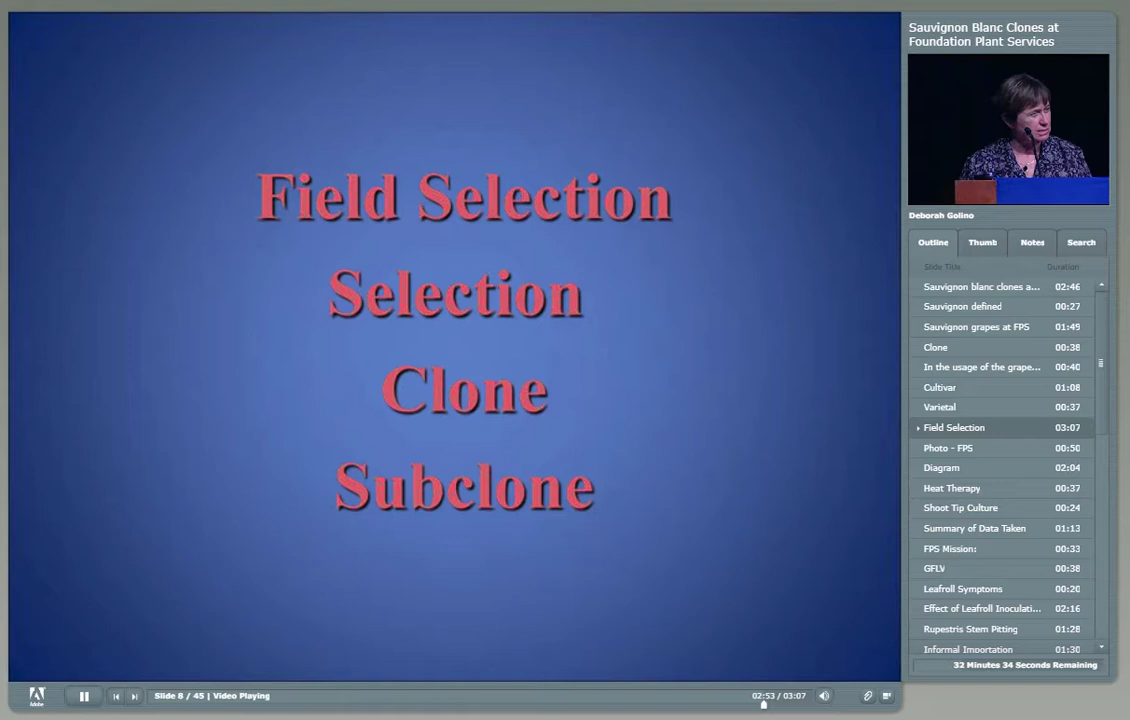 Field Selection
Selection
Clone
Subclone
Sauvignon Blanc Clones at
Foundation Plant Services
Deborah Golino
Outline Thumb Notes Search
Slide Title Duration
Sauvignon blanc clones a... 02:46
Sauvignon defined 00:27
Sauvignon grapes at FPS 01:49
Clone 00:38
In the usage of the grape... 00:40
Cultivar 01:08
Varietal 00:37
Field Selection 03:07
Photo - FPS 00:50
Diagram 02:04
Heat Therapy 00:37
Shoot Tip Culture 00:24
Summary of Data Taken 01:13
FPS Mission: 00:33
GFLV 00:38
Leafroll Symptoms 00:20
Effect of Leafroll Inoculati... 02:16
Rupestris Stem Pitting 01:28
Informal Importation 01:30
32 Minutes 34 Seconds Remaining
Adobe
Slide 8 / 45 | Video Playing 02:53 / 03:07